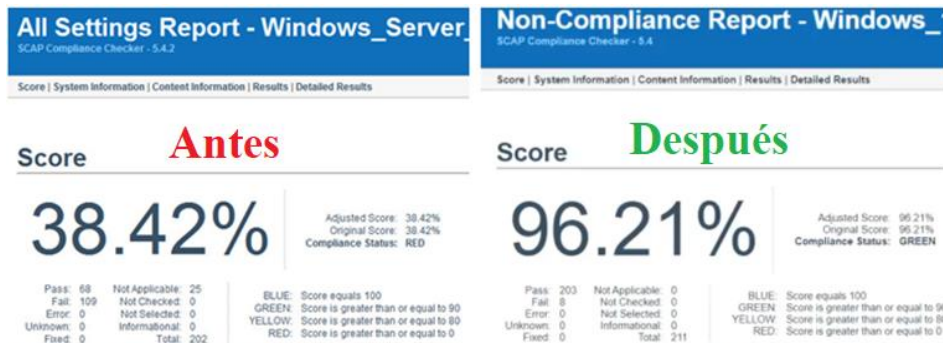 All Settings Report - Windows_Server_
SCAP Compliance Checker - 5.4.2
Score | System Information | Content Information | Results | Detailed Results
Antes
Score
38.42%
Adjusted Score: 38.42%
Original Score: 38.42%
Compliance Status: RED
Pass: 68 Not Applicable: 25
Fail: 109 Not Checked: 0
Error: 0 Not Selected: 0
Unknown: 0 Informational: 0
Fixed: 0 Total: 202
BLUE: Score equals 100
GREEN: Score is greater than or equal to 90
YELLOW: Score is greater than or equal to 80
RED: Score is greater than or equal to 0
Non-Compliance Report - Windows_
SCAP Compliance Checker - 5.4
Score | System Information | Content Information | Results | Detailed Results
Después
Score
96.21%
Adjusted Score: 96.21%
Original Score: 96.21%
Compliance Status: GREEN
Pass: 203 Not Applicable: 0
Fail: 8 Not Checked: 0
Error: 0 Not Selected: 0
Unknown: 0 Informational: 0
Fixed: 0 Total: 211
BLUE: Score equals 100
GREEN: Score is greater than or equal to 9
YELLOW: Score is greater than or equal to 8
RED: Score is greater than or equal to 0